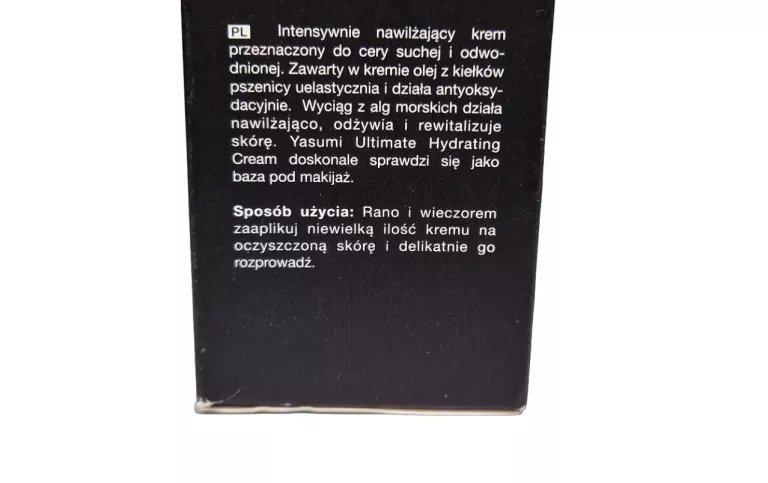 PL Intensywnie nawilżający krem
przeznaczony do cery suchej i odwo-
dnionej. Zawarty w kremie olej z kiełków
pszenicy uelastycznia i działa antyoksy-
dacyjnie. Wyciąg z alg morskich działa
nawilżająco, odżywia i rewitalizuje
skórę. Yasumi Ultimate Hydrating
Cream doskonale sprawdzi się jako
baza pod makijaż.
Sposób użycia: Rano i wieczorem
zaaplikuj niewielką ilość kremu na
oczyszczoną skórę i delikatnie go
rozprowadź.